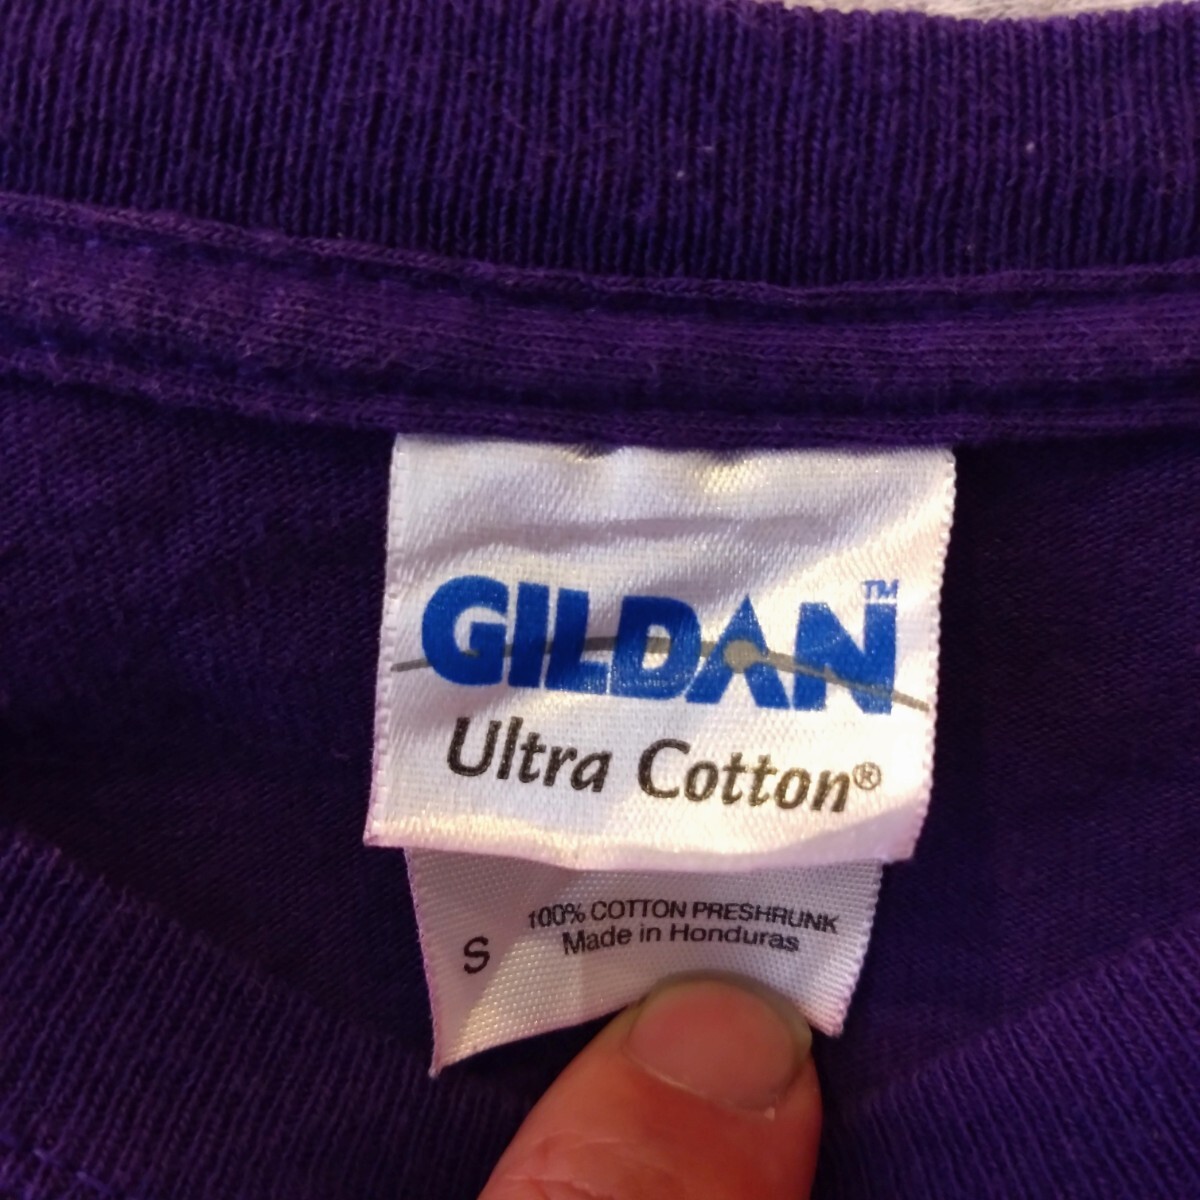 GILDAN™
Ultra Cotton®
S
100% COTTON PRESHRUNK
Made in Honduras